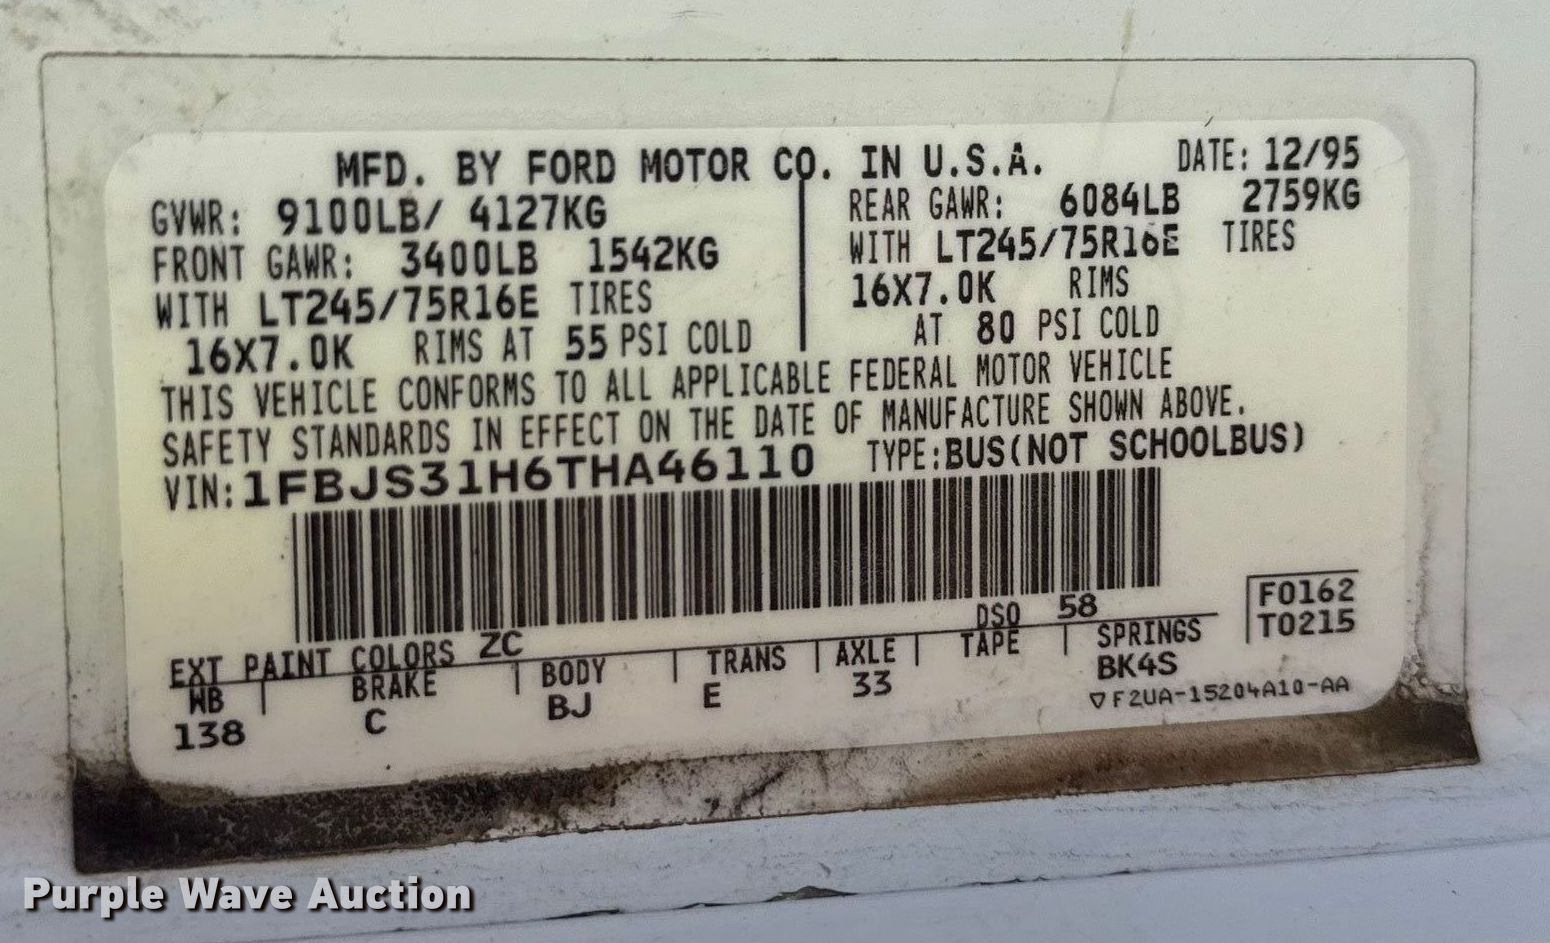 MFD. BY FORD MOTOR CO. IN U.S.A.
DATE: 12/95
GVWR: 9100LB/ 4127KG
FRONT GAWR: 3400LB 1542KG
WITH LT245/75R16E TIRES
16X7.0K RIMS AT 55 PSI COLD
REAR GAWR: 6084LB 2759KG
WITH LT245/75R16E TIRES
16X7.0K RIMS
AT 80 PSI COLD
THIS VEHICLE CONFORMS TO ALL APPLICABLE FEDERAL MOTOR VEHICLE
SAFETY STANDARDS IN EFFECT ON THE DATE OF MANUFACTURE SHOWN ABOVE.
VIN: 1FBJS31H6THA46110 TYPE: BUS(NOT SCHOOLBUS)
F0162
T0215
EXT PAINT COLORS ZC DSO 58
WB BRAKE BODY TRANS AXLE TAPE SPRINGS
138 C BJ E 33 BK4S
▽F2UA-15204A10-AA
Purple Wave Auction